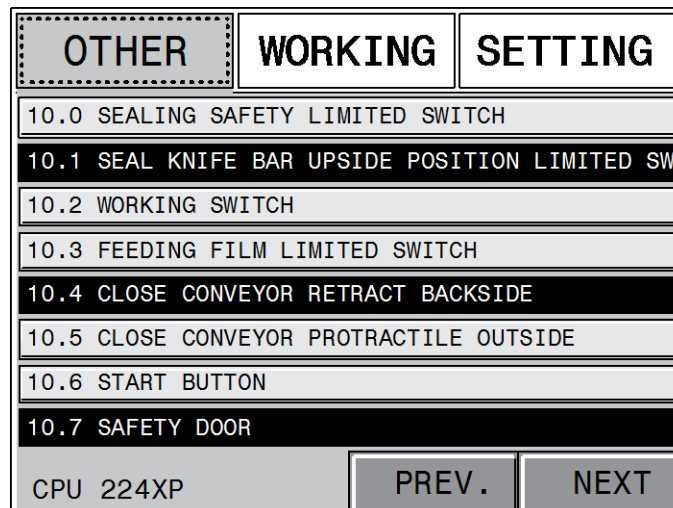 OTHER WORKING SETTING
10.0 SEALING SAFETY LIMITED SWITCH
10.1 SEAL KNIFE BAR UPSIDE POSITION LIMITED SW
10.2 WORKING SWITCH
10.3 FEEDING FILM LIMITED SWITCH
10.4 CLOSE CONVEYOR RETRACT BACKSIDE
10.5 CLOSE CONVEYOR PROTRACTILE OUTSIDE
10.6 START BUTTON
10.7 SAFETY DOOR
CPU 224XP PREV. NEXT